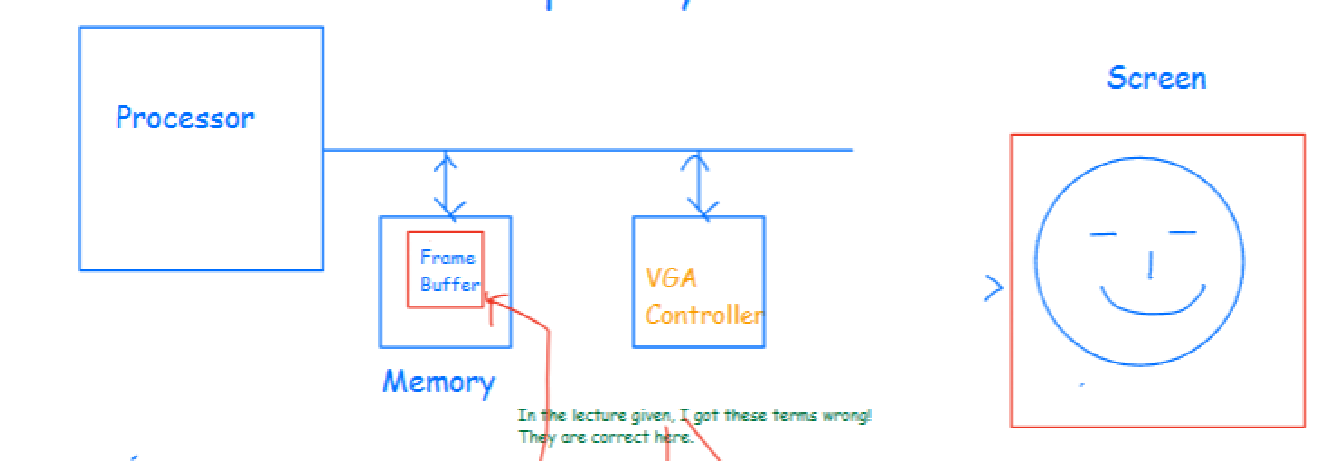 Screen
Processor
Frame
Buffer
VGA
Controller
Memory
In the lecture given, I got these terms wrong!
They are correct here.